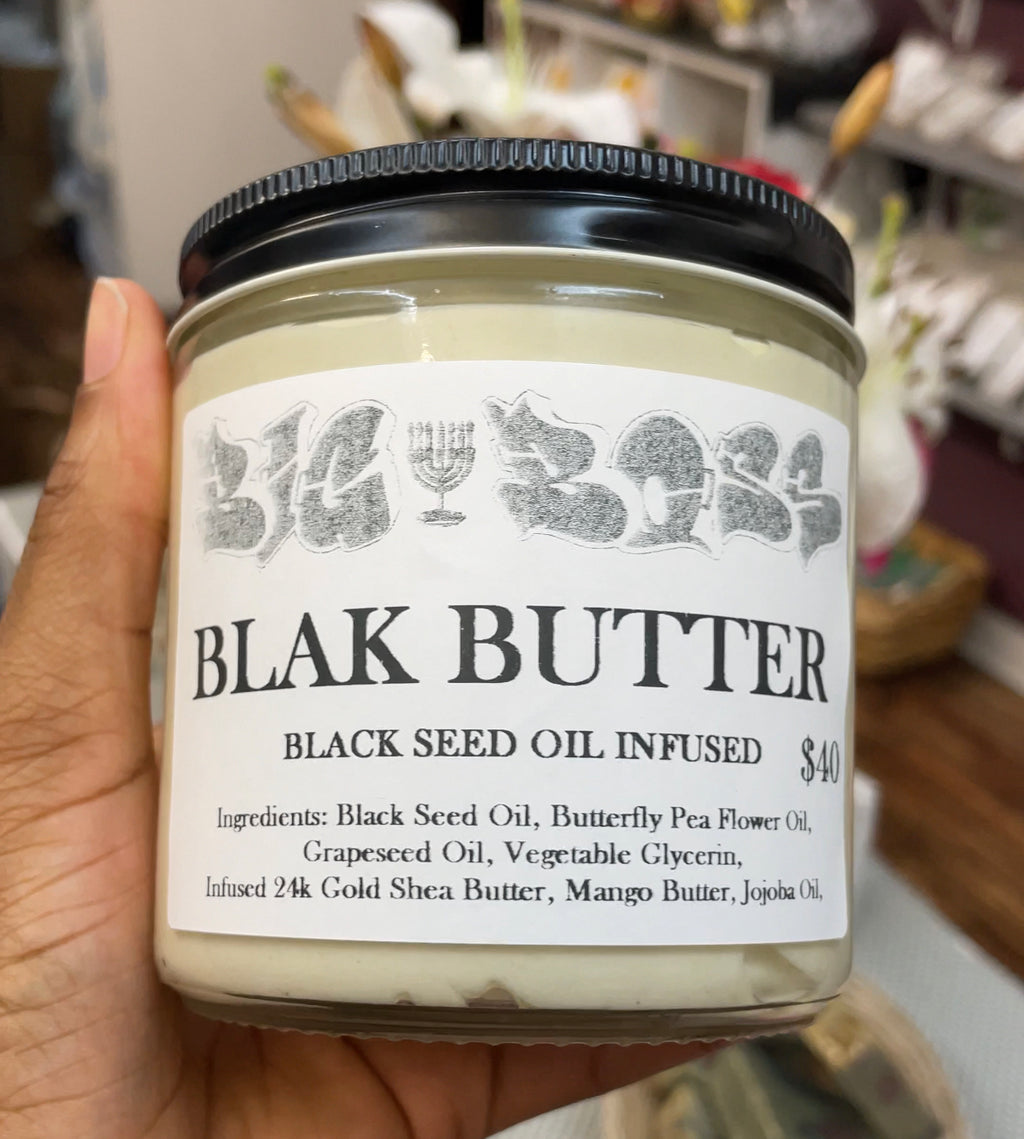 BIG BOSS
BLAK BUTTER
BLACK SEED OIL INFUSED
$40
Ingredients: Black Seed Oil, Butterfly Pea Flower Oil,
Grapeseed Oil, Vegetable Glycerin,
Infused 24k Gold Shea Butter, Mango Butter, Jojoba Oil,